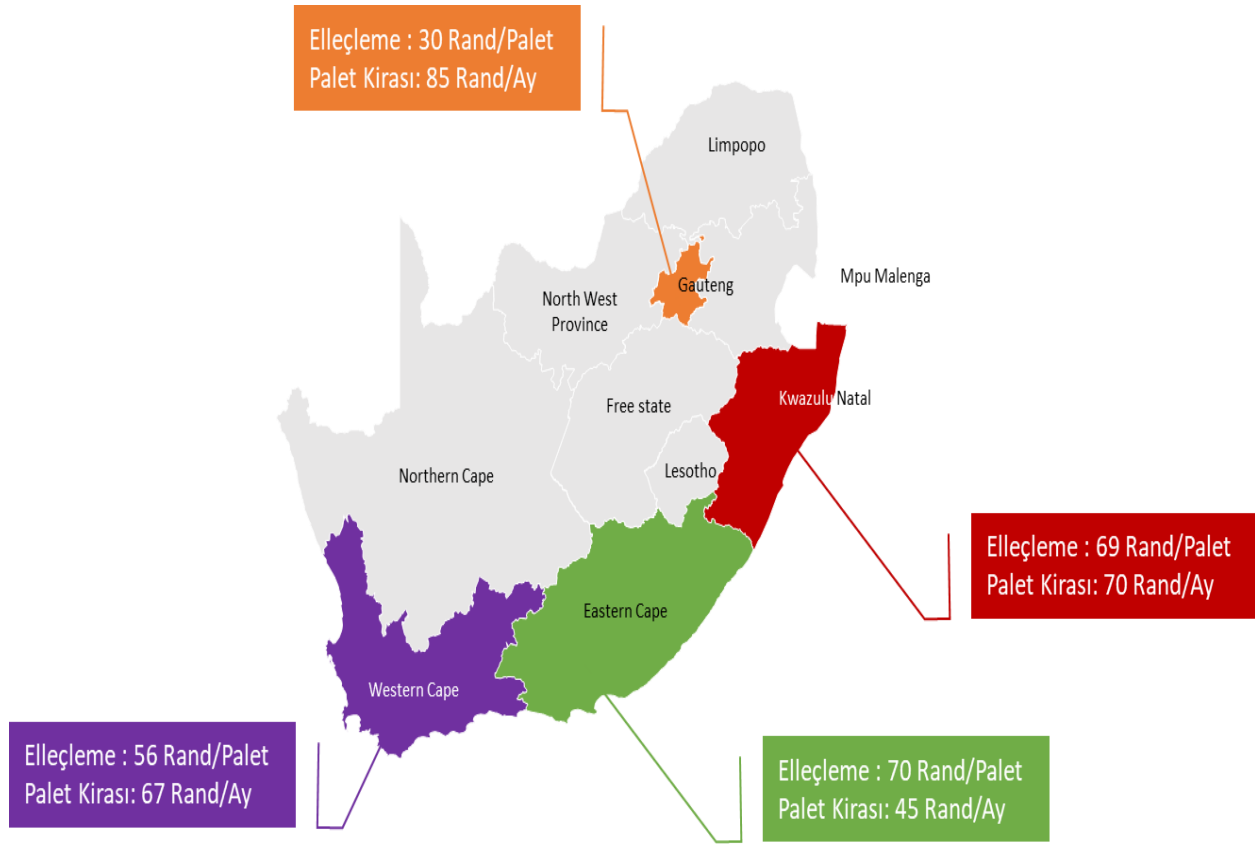 Elleçleme : 30 Rand/Palet
Palet Kirası: 85 Rand/Ay
Limpopo
Mpu Malenga
Gauteng
North West
Province
Kwazulu Natal
Free state
Lesotho
Northern Cape
Elleçleme : 69 Rand/Palet
Palet Kirası: 70 Rand/Ay
Eastern Cape
Western Cape
Elleçleme : 56 Rand/Palet
Palet Kirası: 67 Rand/Ay
Elleçleme : 70 Rand/Palet
Palet Kirası: 45 Rand/Ay